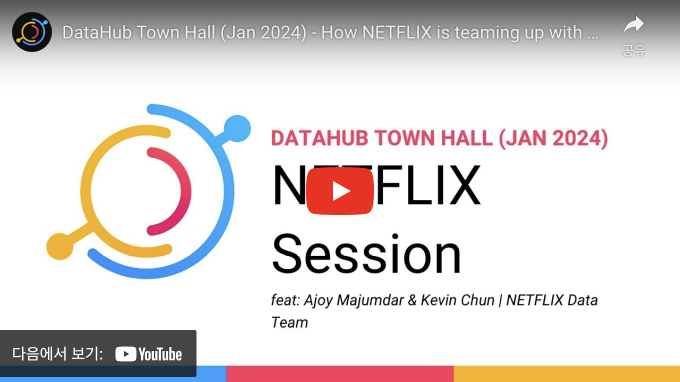 DataHub Town Hall (Jan 2024) - How NETFLIX is teaming up with ...
공유
DATAHUB TOWN HALL (JAN 2024)
NETFLIX
Session
feat: Ajoy Majumdar & Kevin Chun | NETFLIX Data
Team
다음에서 보기: YouTube